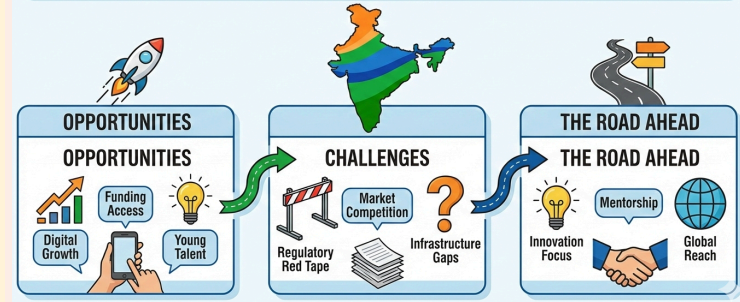 OPPORTUNITIES
OPPORTUNITIES
Funding
Access
Digital
Growth
Young
Talent
CHALLENGES
Market
Competition
Regulatory
Red Tape
Infrastructure
Gaps
THE ROAD AHEAD
THE ROAD AHEAD
Mentorship
Innovation
Focus
Global
Reach